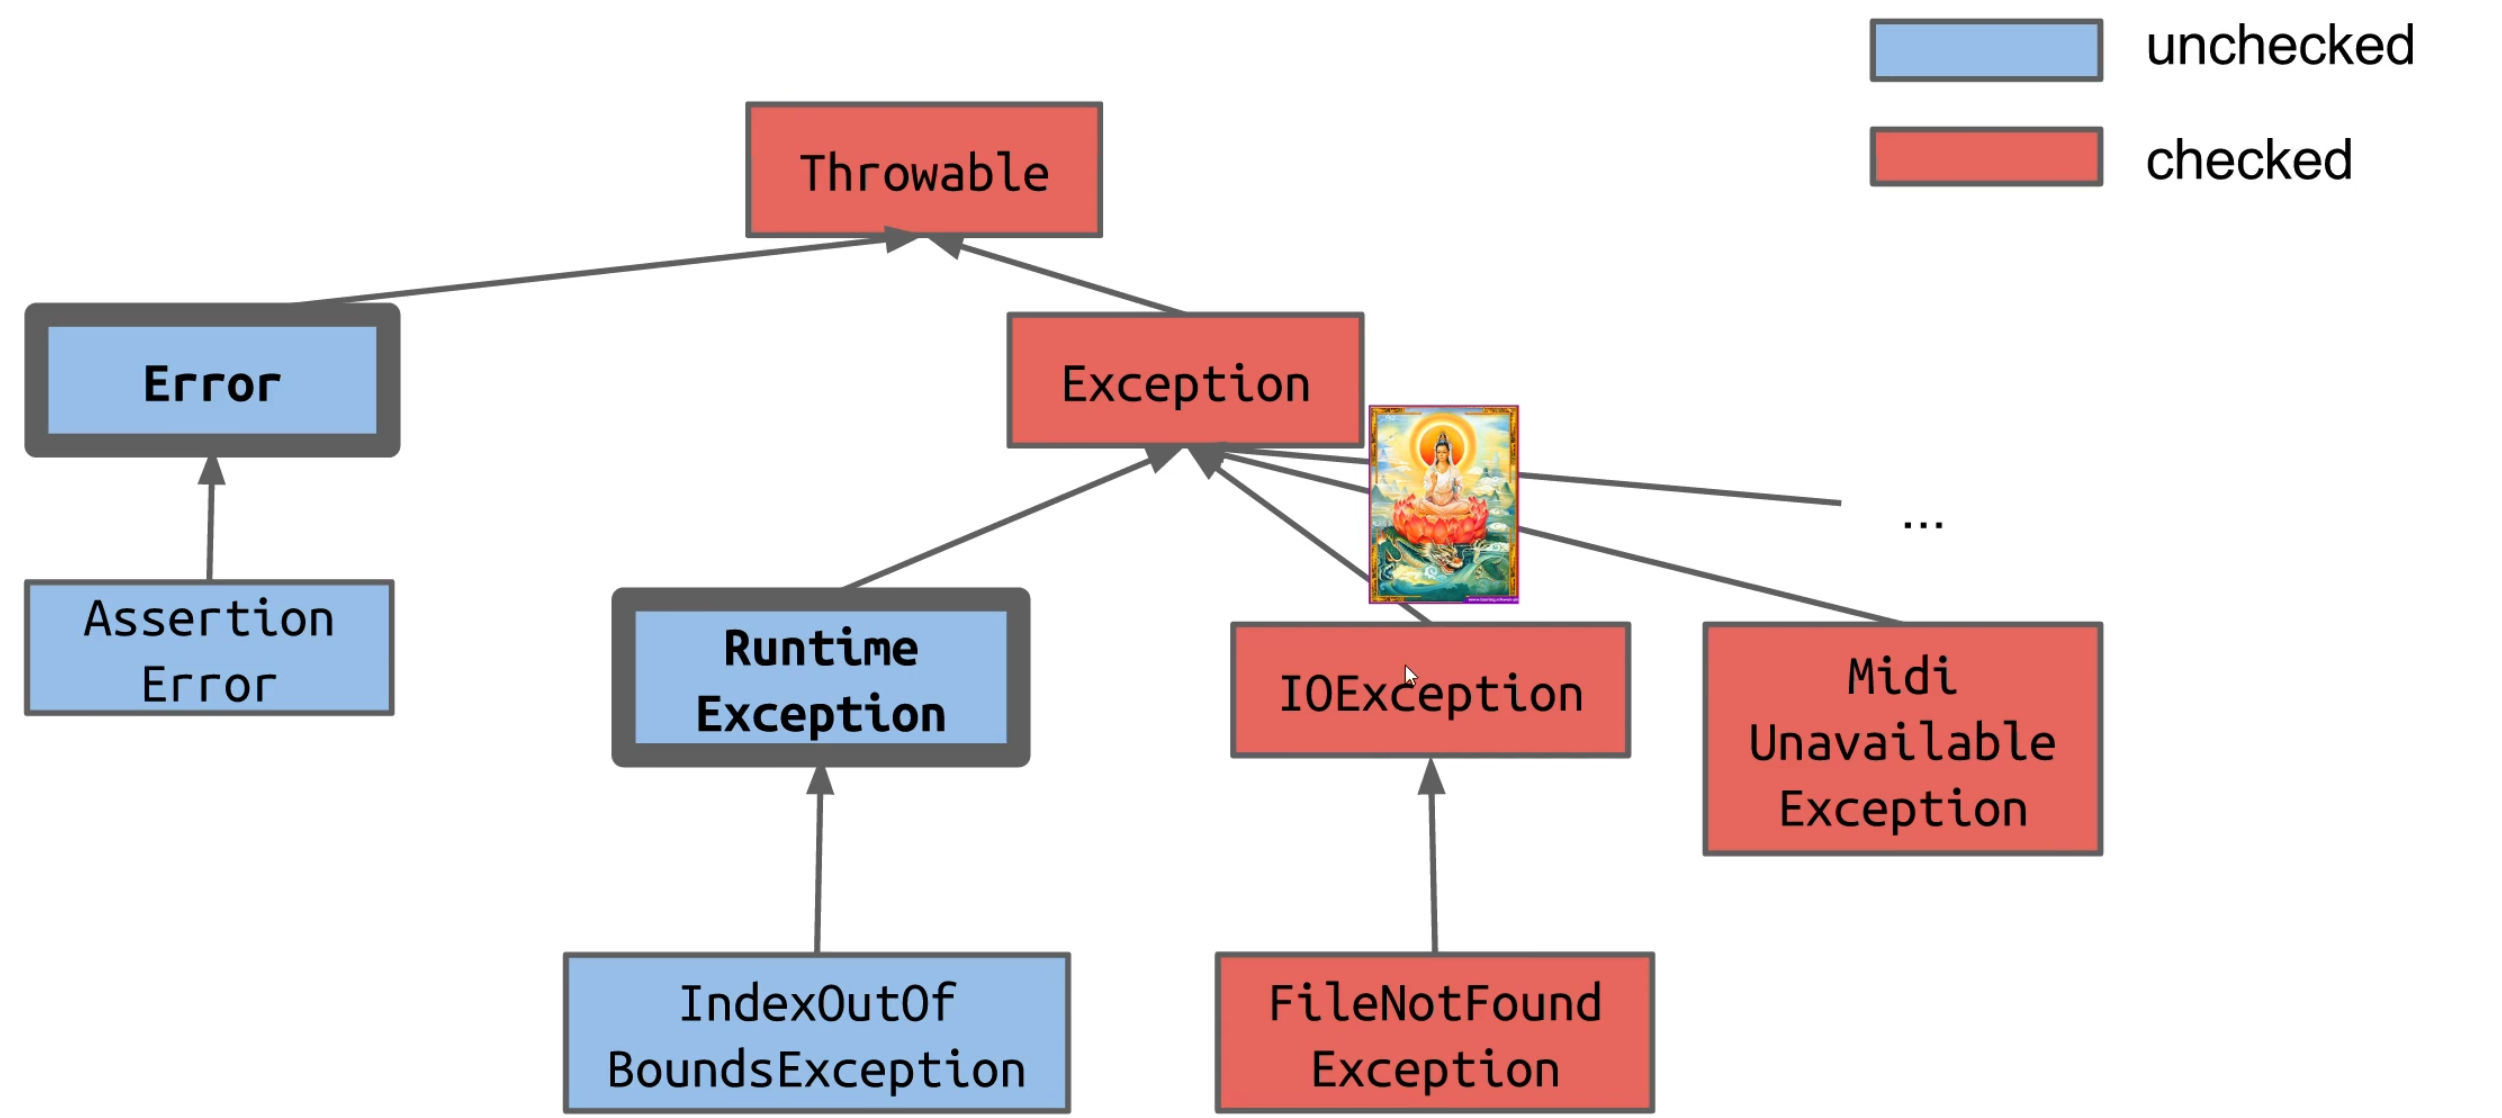 unchecked
checked
Throwable
Error
Exception
...
Assertion
Error
Runtime
Exception
IOException
Midi
Unavailable
Exception
IndexOutOf
BoundsException
FileNotFound
Exception